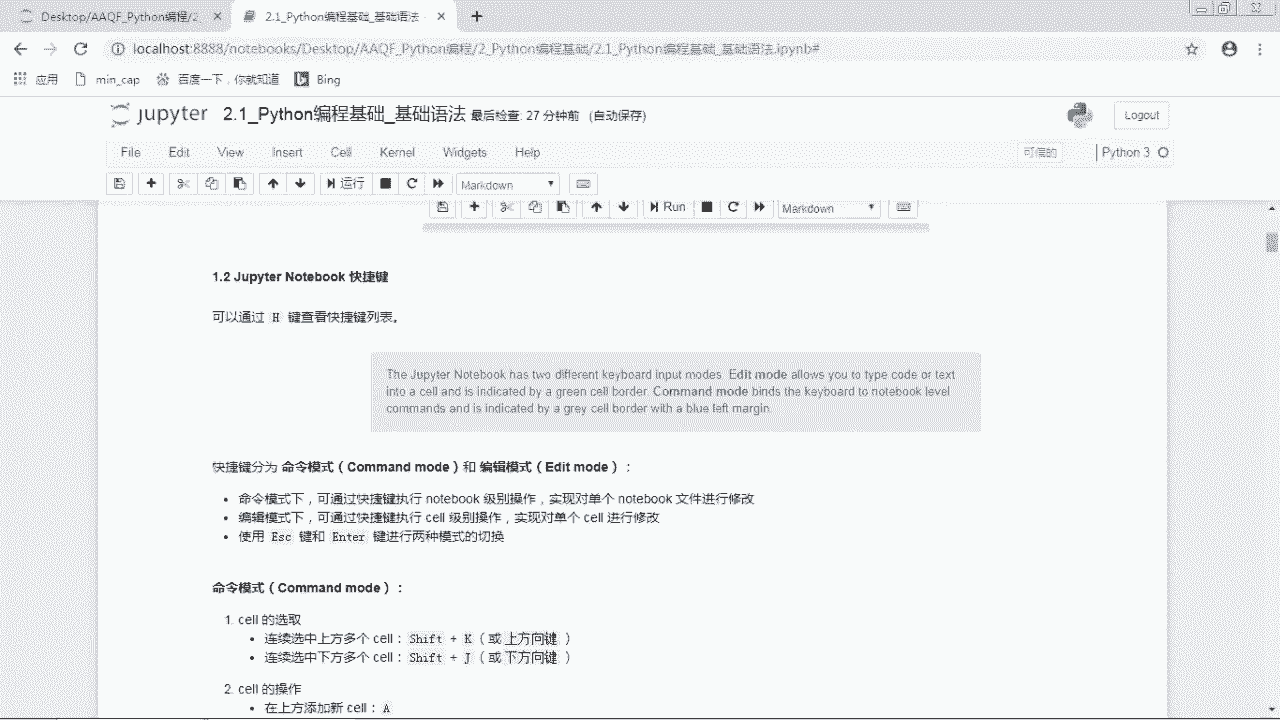 Desktop/AAQF_Python编程/2_
2.1_Python编程基础_基础语法
localhost:8888/notebooks/Desktop/AAQF_Python编程/2_Python编程基础/2.1_Python编程基础_基础语法.ipynb#
应用 min_cap 百度一下，你就知道 Bing
jupyter 2.1_Python编程基础_基础语法 最后检查: 27 分钟前 (自动保存) Logout
File Edit View Insert Cell Kernel Widgets Help 可信的 Python 3
运行 Markdown
Run Markdown
1.2 Jupyter Notebook 快捷键
可以通过 H 键查看快捷键列表。
The Jupyter Notebook has two different keyboard input modes. Edit mode allows you to type code or text
into a cell and is indicated by a green cell border. Command mode binds the keyboard to notebook level
commands and is indicated by a grey cell border with a blue left margin.
快捷键分为 命令模式（Command mode）和 编辑模式（Edit mode）：
• 命令模式下，可通过快捷键执行 notebook 级别操作，实现对单个 notebook 文件进行修改
• 编辑模式下，可通过快捷键执行 cell 级别操作，实现对单个 cell 进行修改
• 使用 Esc 键和 Enter 键进行两种模式的切换
命令模式（Command mode）：
1. cell 的选取
• 连续选中上方多个 cell：Shift + K（或 上方向键 ）
• 连续选中下方多个 cell：Shift + J（或 下方向键 ）
2. cell 的操作
• 在上方添加新 cell：A